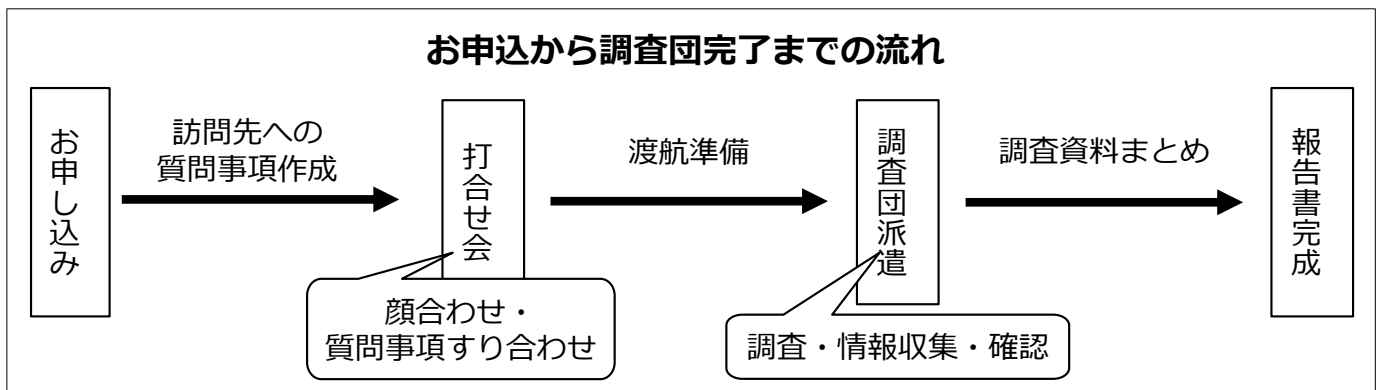 お申込から調査団完了までの流れ
お申し込み
訪問先への
質問事項作成
打合せ会
顔合わせ・
質問事項すり合わせ
渡航準備
調査団派遣
調査・情報収集・確認
調査資料まとめ
報告書完成